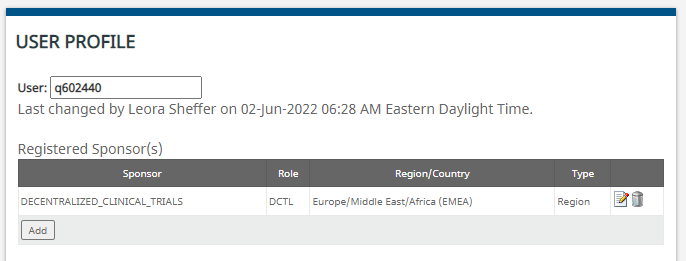 USER PROFILE
User: q602440
Last changed by Leora Sheffer on 02-Jun-2022 06:28 AM Eastern Daylight Time.
Registered Sponsor(s)
Sponsor Role Region/Country Type
DECENTRALIZED_CLINICAL_TRIALS DCTL Europe/Middle East/Africa (EMEA) Region
Add